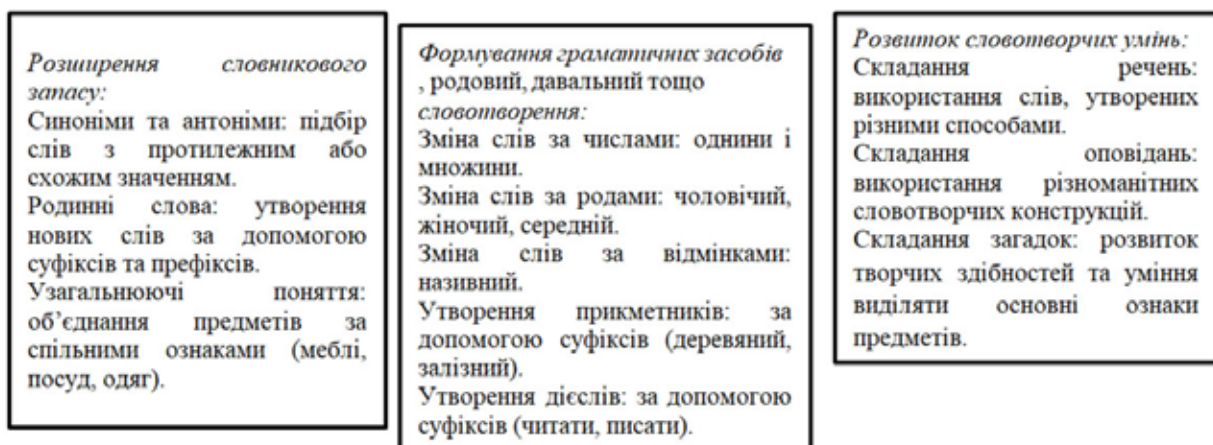 Розширення словникового
запасу:
Синоніми та антоніми: підбір
слів з протилежним або
схожим значенням.
Родинні слова: утворення
нових слів за допомогою
суфіксів та префіксів.
Узагальнюючі поняття:
об’єднання предметів за
спільними ознаками (меблі,
посуд, одяг).
Формування граматичних засобів
, родовий, давальний тощо
словотворення:
Зміна слів за числами: однини і
множини.
Зміна слів за родами: чоловічий,
жіночий, середній.
Зміна слів за відмінками:
називний.
Утворення прикметників: за
допомогою суфіксів (деревяний,
залізний).
Утворення дієслів: за допомогою
суфіксів (читати, писати).
Розвиток словотворчих умінь:
Складання речень:
використання слів, утворених
різними способами.
Складання оповідань:
використання різноманітних
словотворчих конструкцій.
Складання загадок: розвиток
творчих здібностей та уміння
виділяти основні ознаки
предметів.